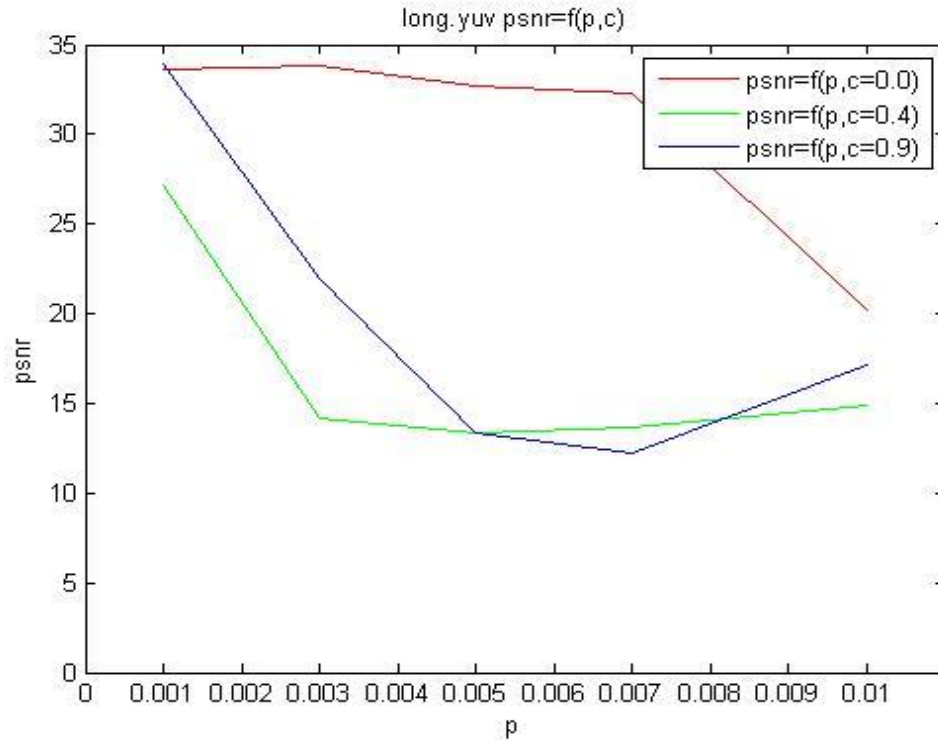 long.yuv psnr=f(p,c)
35
30
25
20
15
10
5
0
psnr
psnr=f(p,c=0.0)
psnr=f(p,c=0.4)
psnr=f(p,c=0.9)
0 0.001 0.002 0.003 0.004 0.005 0.006 0.007 0.008 0.009 0.01
p